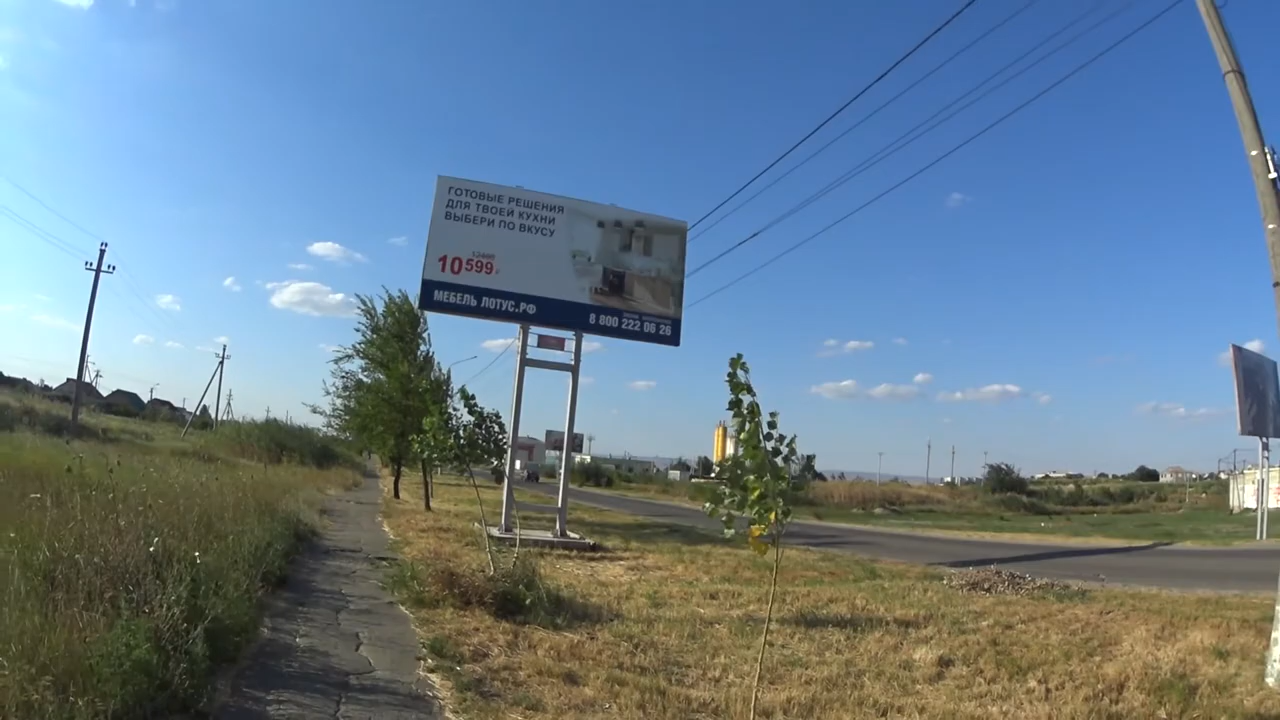 ГОТОВЫЕ РЕШЕНИЯ
ДЛЯ ТВОЕЙ КУХНИ
ВЫБЕРИ ПО ВКУСУ
10 599
МЕБЕЛЬ ЛОТУС.РФ
8 800 222 06 26